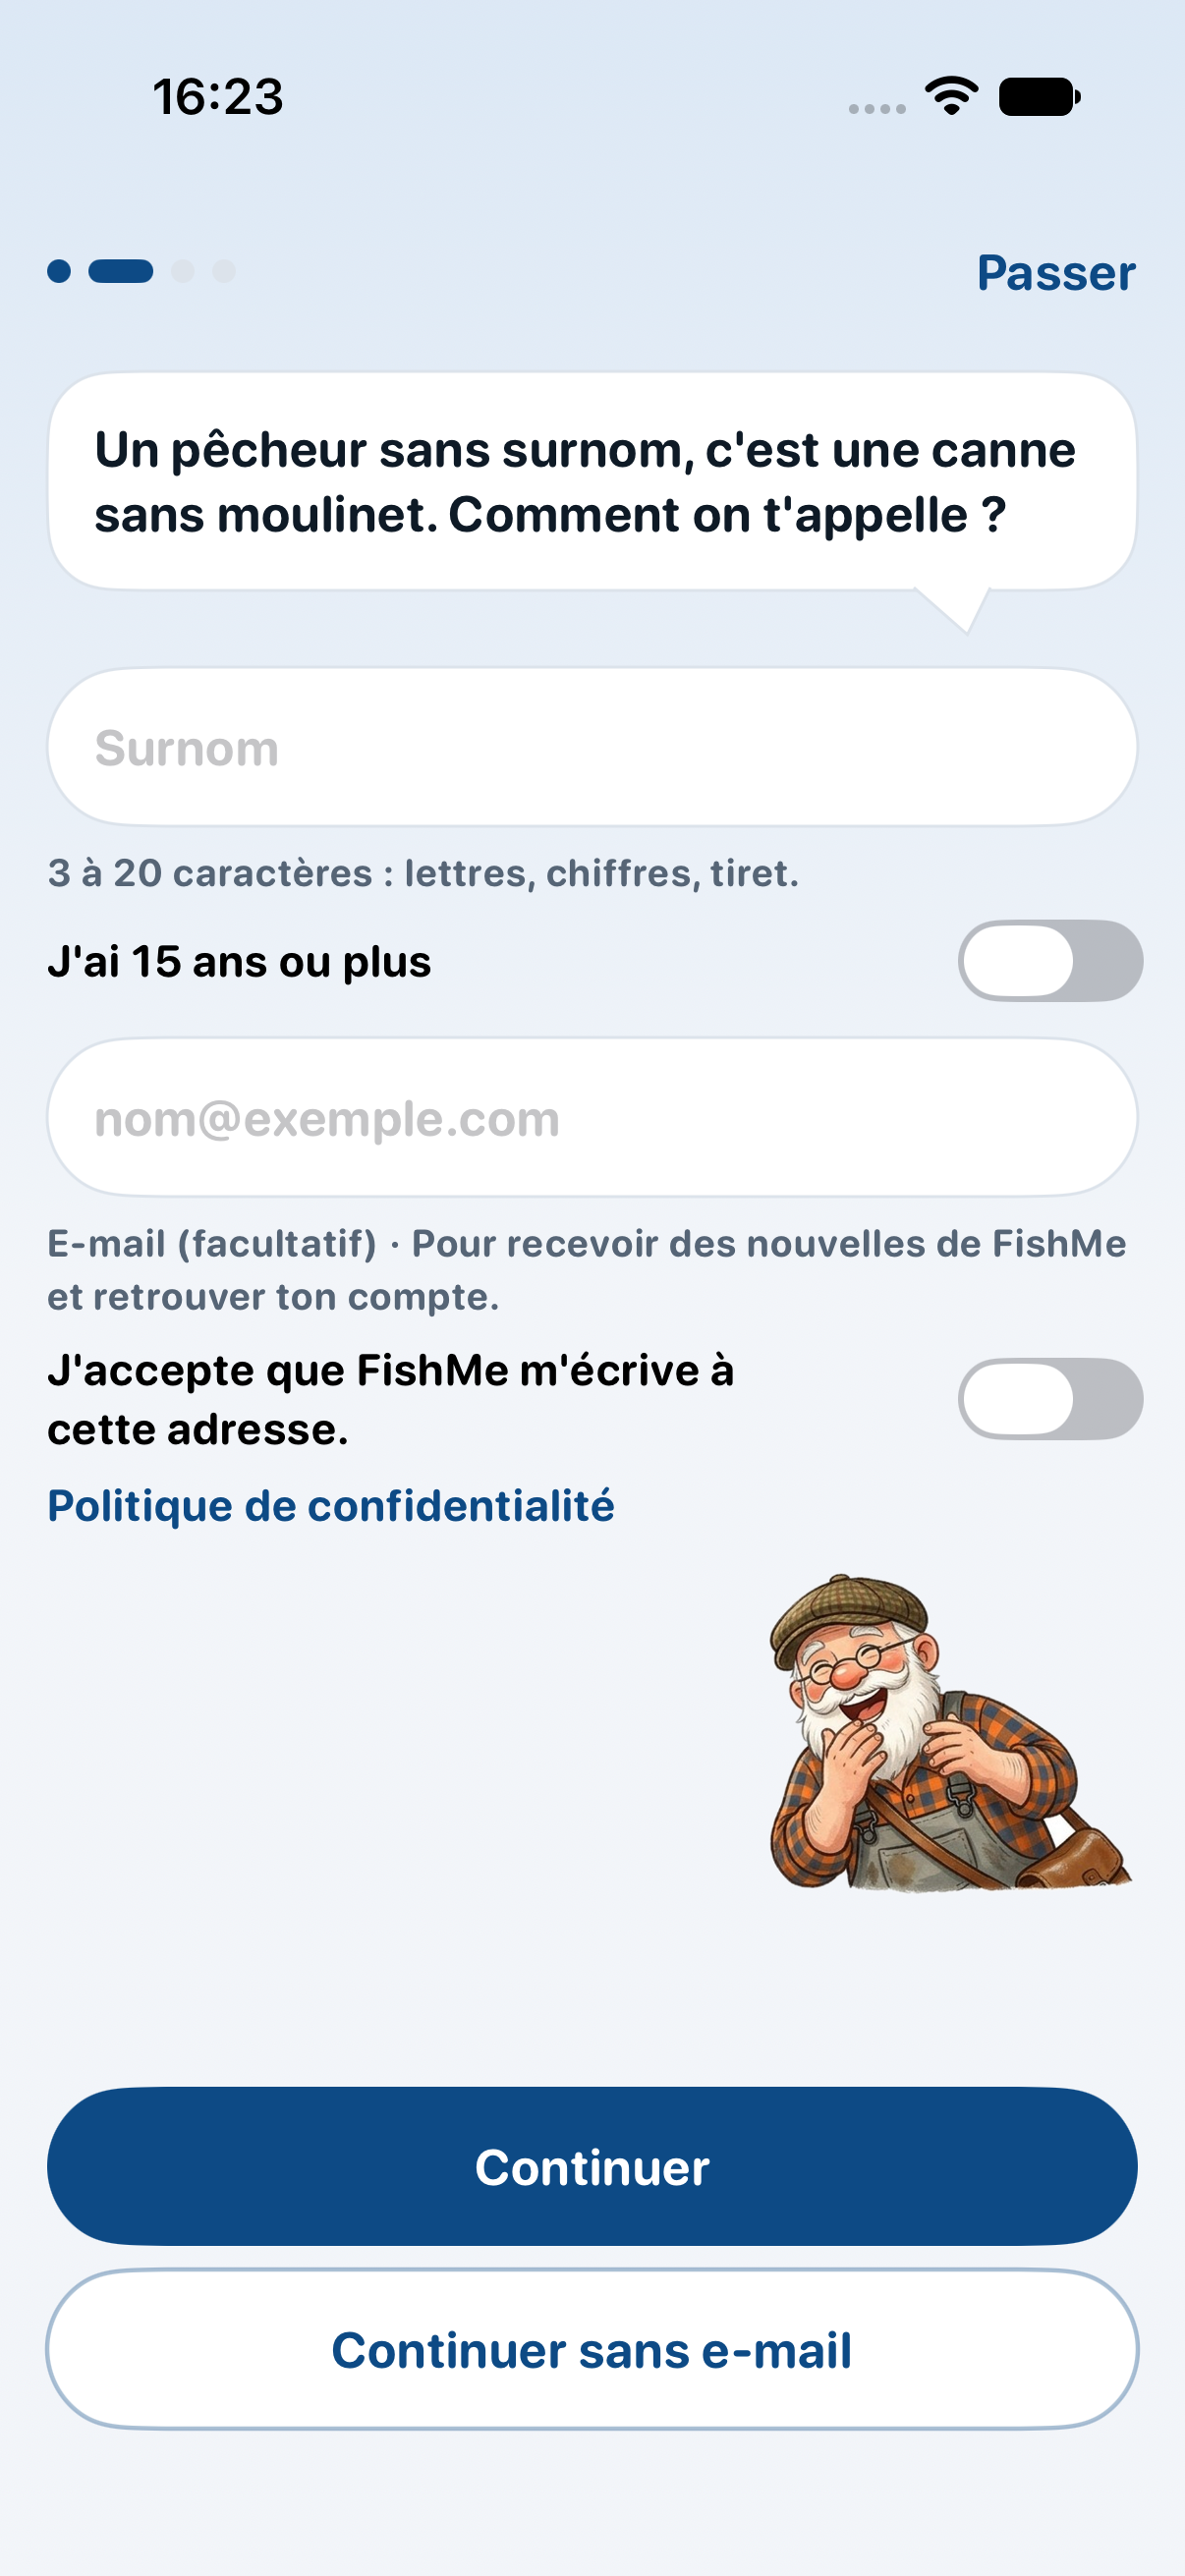 16:23
Passer
Un pêcheur sans surnom, c'est une canne
sans moulinet. Comment on t'appelle ?
Surnom
3 à 20 caractères : lettres, chiffres, tiret.
J'ai 15 ans ou plus
nom@exemple.com
E-mail (facultatif) · Pour recevoir des nouvelles de FishMe
et retrouver ton compte.
J'accepte que FishMe m'écrive à
cette adresse.
Politique de confidentialité
Continuer
Continuer sans e-mail